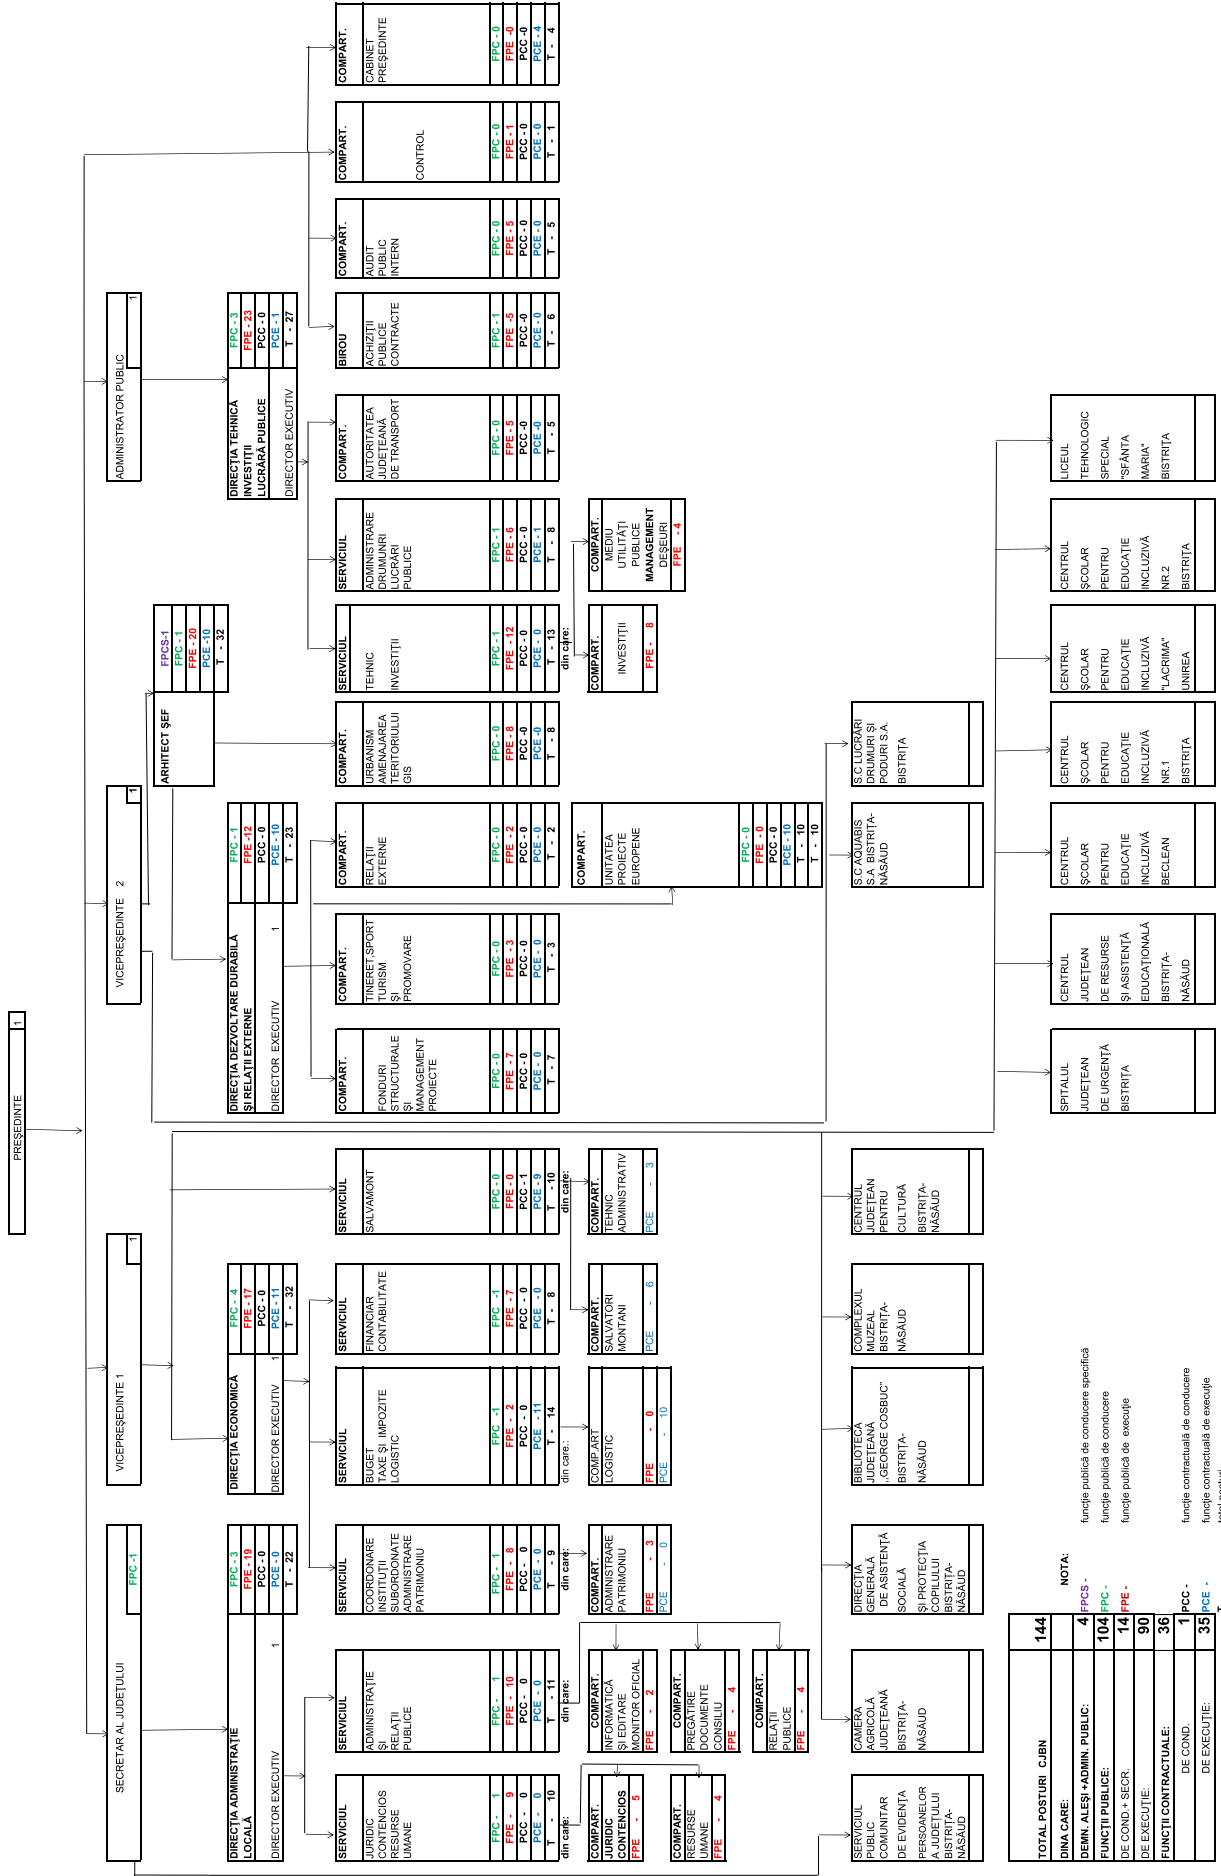 PREŞEDINTE 1
SECRETAR AL JUDEŢULUI FPC -1
VICEPREŞEDINTE 1 1
VICEPREŞEDINTE 2 1
ADMINISTRATOR PUBLIC 1
ARHITECT ŞEF
FPCS-1
FPC - 1
FPE - 20
PCE -10
T - 32
DIRECŢIA ADMINISTRAŢIE
LOCALĂ
DIRECTOR EXECUTIV 1
FPC - 3
FPE - 19
PCC - 0
PCE - 0
T - 22
DIRECŢIA ECONOMICĂ
DIRECTOR EXECUTIV 1
FPC - 4
FPE - 17
PCC - 0
PCE - 11
T - 32
DIRECŢIA DEZVOLTARE DURABILĂ
ŞI RELAŢII EXTERNE
DIRECTOR EXECUTIV 1
FPC - 1
FPE -12
PCC - 0
PCE - 10
T - 23
DIRECŢIA TEHNICĂ
INVESTIŢII
LUCRĂRĂ PUBLICE
DIRECTOR EXECUTIV
FPC - 3
FPE - 23
PCC - 0
PCE - 1
T - 27
SERVICIUL
JURIDIC
CONTENCIOS
RESURSE
UMANE
FPC - 1
FPE - 9
PCC - 0
PCE - 0
T - 10
din care:
SERVICIUL
ADMINISTRAŢIE
ŞI
RELAŢII
PUBLICE
FPC - 1
FPE - 10
PCC - 0
PCE - 0
T - 11
din care:
SERVICIUL
COORDONARE
INSTITUŢII
SUBORDONATE
ADMINISTRARE
PATRIMONIU
FPC - 1
FPE - 8
PCC - 0
PCE - 0
T - 9
din care:
SERVICIUL
BUGET
TAXE ŞI IMPOZITE
LOGISTIC
FPC -1
FPE - 2
PCC - 0
PCE - 11
T - 14
din care.:
SERVICIUL
FINANCIAR
CONTABILITATE
FPC -1
FPE - 7
PCC - 0
PCE - 0
T - 8
SERVICIUL
SALVAMONT
FPC - 0
FPE - 0
PCC - 1
PCE - 9
T - 10
din care:
COMPART.
FONDURI
STRUCTURALE
ŞI
MANAGEMENT
PROIECTE
FPC - 0
FPE - 7
PCC - 0
PCE - 0
T - 7
COMPART.
TINERET,SPORT
TURISM
ŞI
PROMOVARE
FPC - 0
FPE - 3
PCC - 0
PCE - 0
T - 3
COMPART.
RELAŢII
EXTERNE
FPC - 0
FPE - 2
PCC - 0
PCE - 0
T - 2
COMPART.
URBANISM
AMENAJAREA
TERITORIULUI
GIS
FPC - 0
FPE - 8
PCC - 0
PCE -0
T - 8
SERVICIUL
TEHNIC
INVESTIŢII
FPC - 1
FPE - 12
PCC - 0
PCE - 0
T - 13
din care:
SERVICIUL
ADMINISTRARE
DRUMUNRI
LUCRĂRI
PUBLICE
FPC - 1
FPE - 6
PCC - 0
PCE - 1
T - 8
COMPART.
AUTORITATEA
JUDEŢEANĂ
DE TRANSPORT
FPC - 0
FPE - 5
PCC -0
PCE -0
T - 5
BIROU
ACHIZIŢII
PUBLICE
CONTRACTE
FPC - 1
FPE -5
PCC -0
PCE - 0
T - 6
COMPART.
AUDIT
PUBLIC
INTERN
FPC - 0
FPE - 5
PCC - 0
PCE - 0
T - 5
COMPART.
CONTROL
FPC - 0
FPE - 1
PCC - 0
PCE - 0
T - 1
COMPART.
CABINET
PREŞEDINTE
FPC - 0
FPE -0
PCC -0
PCE - 4
T - 4
COMPART.
JURIDIC
CONTENCIOS
FPE - 5
COMPART.
RESURSE
UMANE
FPE - 4
COMPART.
INFORMATICĂ
ŞI EDITARE
MONITOR OFICIAL
FPE - 2
COMPART.
PREGĂTIRE
DOCUMENTE
CONSILIU
FPE - 4
COMPART.
RELAŢII
PUBLICE
FPE - 4
COMPART.
ADMINISTRARE
PATRIMONIU
FPE - 3
PCE - 0
COMP.ART
LOGISTIC
FPE - 0
PCE - 10
COMPART.
SALVATORI
MONTANI
PCE - 6
COMPART.
TEHNIC
ADMINISTRATIV
PCE - 3
COMPART.
UNITATEA
PROIECTE
EUROPENE
FPC - 0
FPE - 0
PCC - 0
PCE - 10
T - 10
T - 10
COMPART.
INVESTIŢII
FPE - 8
COMPART.
MEDIU
UTILITĂŢI
PUBLICE
MANAGEMENT
DEŞEURI
FPE - 4
SERVICIUL
PUBLIC
COMUNITAR
DE EVIDENŢA
PERSOANELOR
A JUDEŢULUI
BISTRIŢA-
NĂSĂUD
CAMERA
AGRICOLĂ
JUDEŢEANĂ
BISTRIŢA-
NĂSĂUD
DIRECŢIA
GENERALĂ
DE ASISTENŢĂ
SOCIALĂ
ŞI PROTECŢIA
COPILULUI
BISTRIŢA-
NĂSĂUD
BIBLIOTECA
JUDEŢEANĂ
,,GEORGE COSBUC"
BISTRIŢA-
NĂSĂUD
COMPLEXUL
MUZEAL
BISTRIŢA-
NĂSĂUD
CENTRUL
JUDEŢEAN
PENTRU
CULTURĂ
BISTRIŢA-
NĂSĂUD
S.C AQUABIS
S.A BISTRIŢA-
NĂSĂUD
S.C LUCRĂRI
DRUMURI ŞI
PODURI S.A.
BISTRIŢA
SPITALUL
JUDEŢEAN
DE URGENŢĂ
BISTRIŢA
CENTRUL
JUDEŢEAN
DE RESURSE
ŞI ASISTENŢĂ
EDUCAŢIONALĂ
BISTRIŢA-
NĂSĂUD
CENTRUL
ŞCOLAR
PENTRU
EDUCAŢIE
INCLUZIVĂ
BECLEAN
CENTRUL
ŞCOLAR
PENTRU
EDUCAŢIE
INCLUZIVĂ
NR.1
BISTRIŢA
CENTRUL
ŞCOLAR
PENTRU
EDUCAŢIE
INCLUZIVĂ
"LACRIMA"
UNIREA
CENTRUL
ŞCOLAR
PENTRU
EDUCAŢIE
INCLUZIVĂ
NR.2
BISTRIŢA
LICEUL
TEHNOLOGIC
SPECIAL
"SFÂNTA
MARIA"
BISTRIŢA
TOTAL POSTURI CJBN 144
DINA CARE:
DEMN. ALEŞI +ADMIN. PUBLIC: 4
FUNCŢII PUBLICE: 104
DE COND.+ SECR. 14
DE EXECUŢIE: 90
FUNCŢII CONTRACTUALE: 36
DE COND. 1
DE EXECUŢIE: 35
NOTA:
FPCS - funcţie publică de conducere specifică
FPC - funcţie publică de conducere
FPE - funcţie publică de execuţie
PCC - funcţie contractuală de conducere
PCE - funcţie contractuală de execuţie